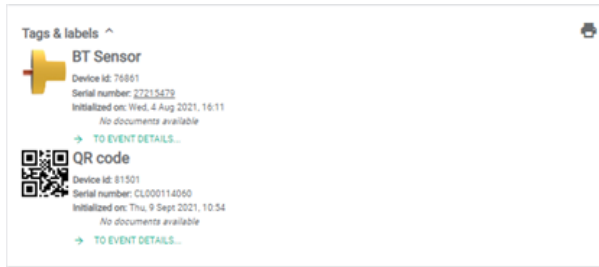 Tags & labels
BT Sensor
Device id: 76861
Serial number: 27215479
Initialized on: Wed, 4 Aug 2021, 16:11
No documents available
TO EVENT DETAILS...
QR code
Device id: 81501
Serial number: CL000114060
Initialized on: Thu, 9 Sept 2021, 10:54
No documents available
TO EVENT DETAILS...